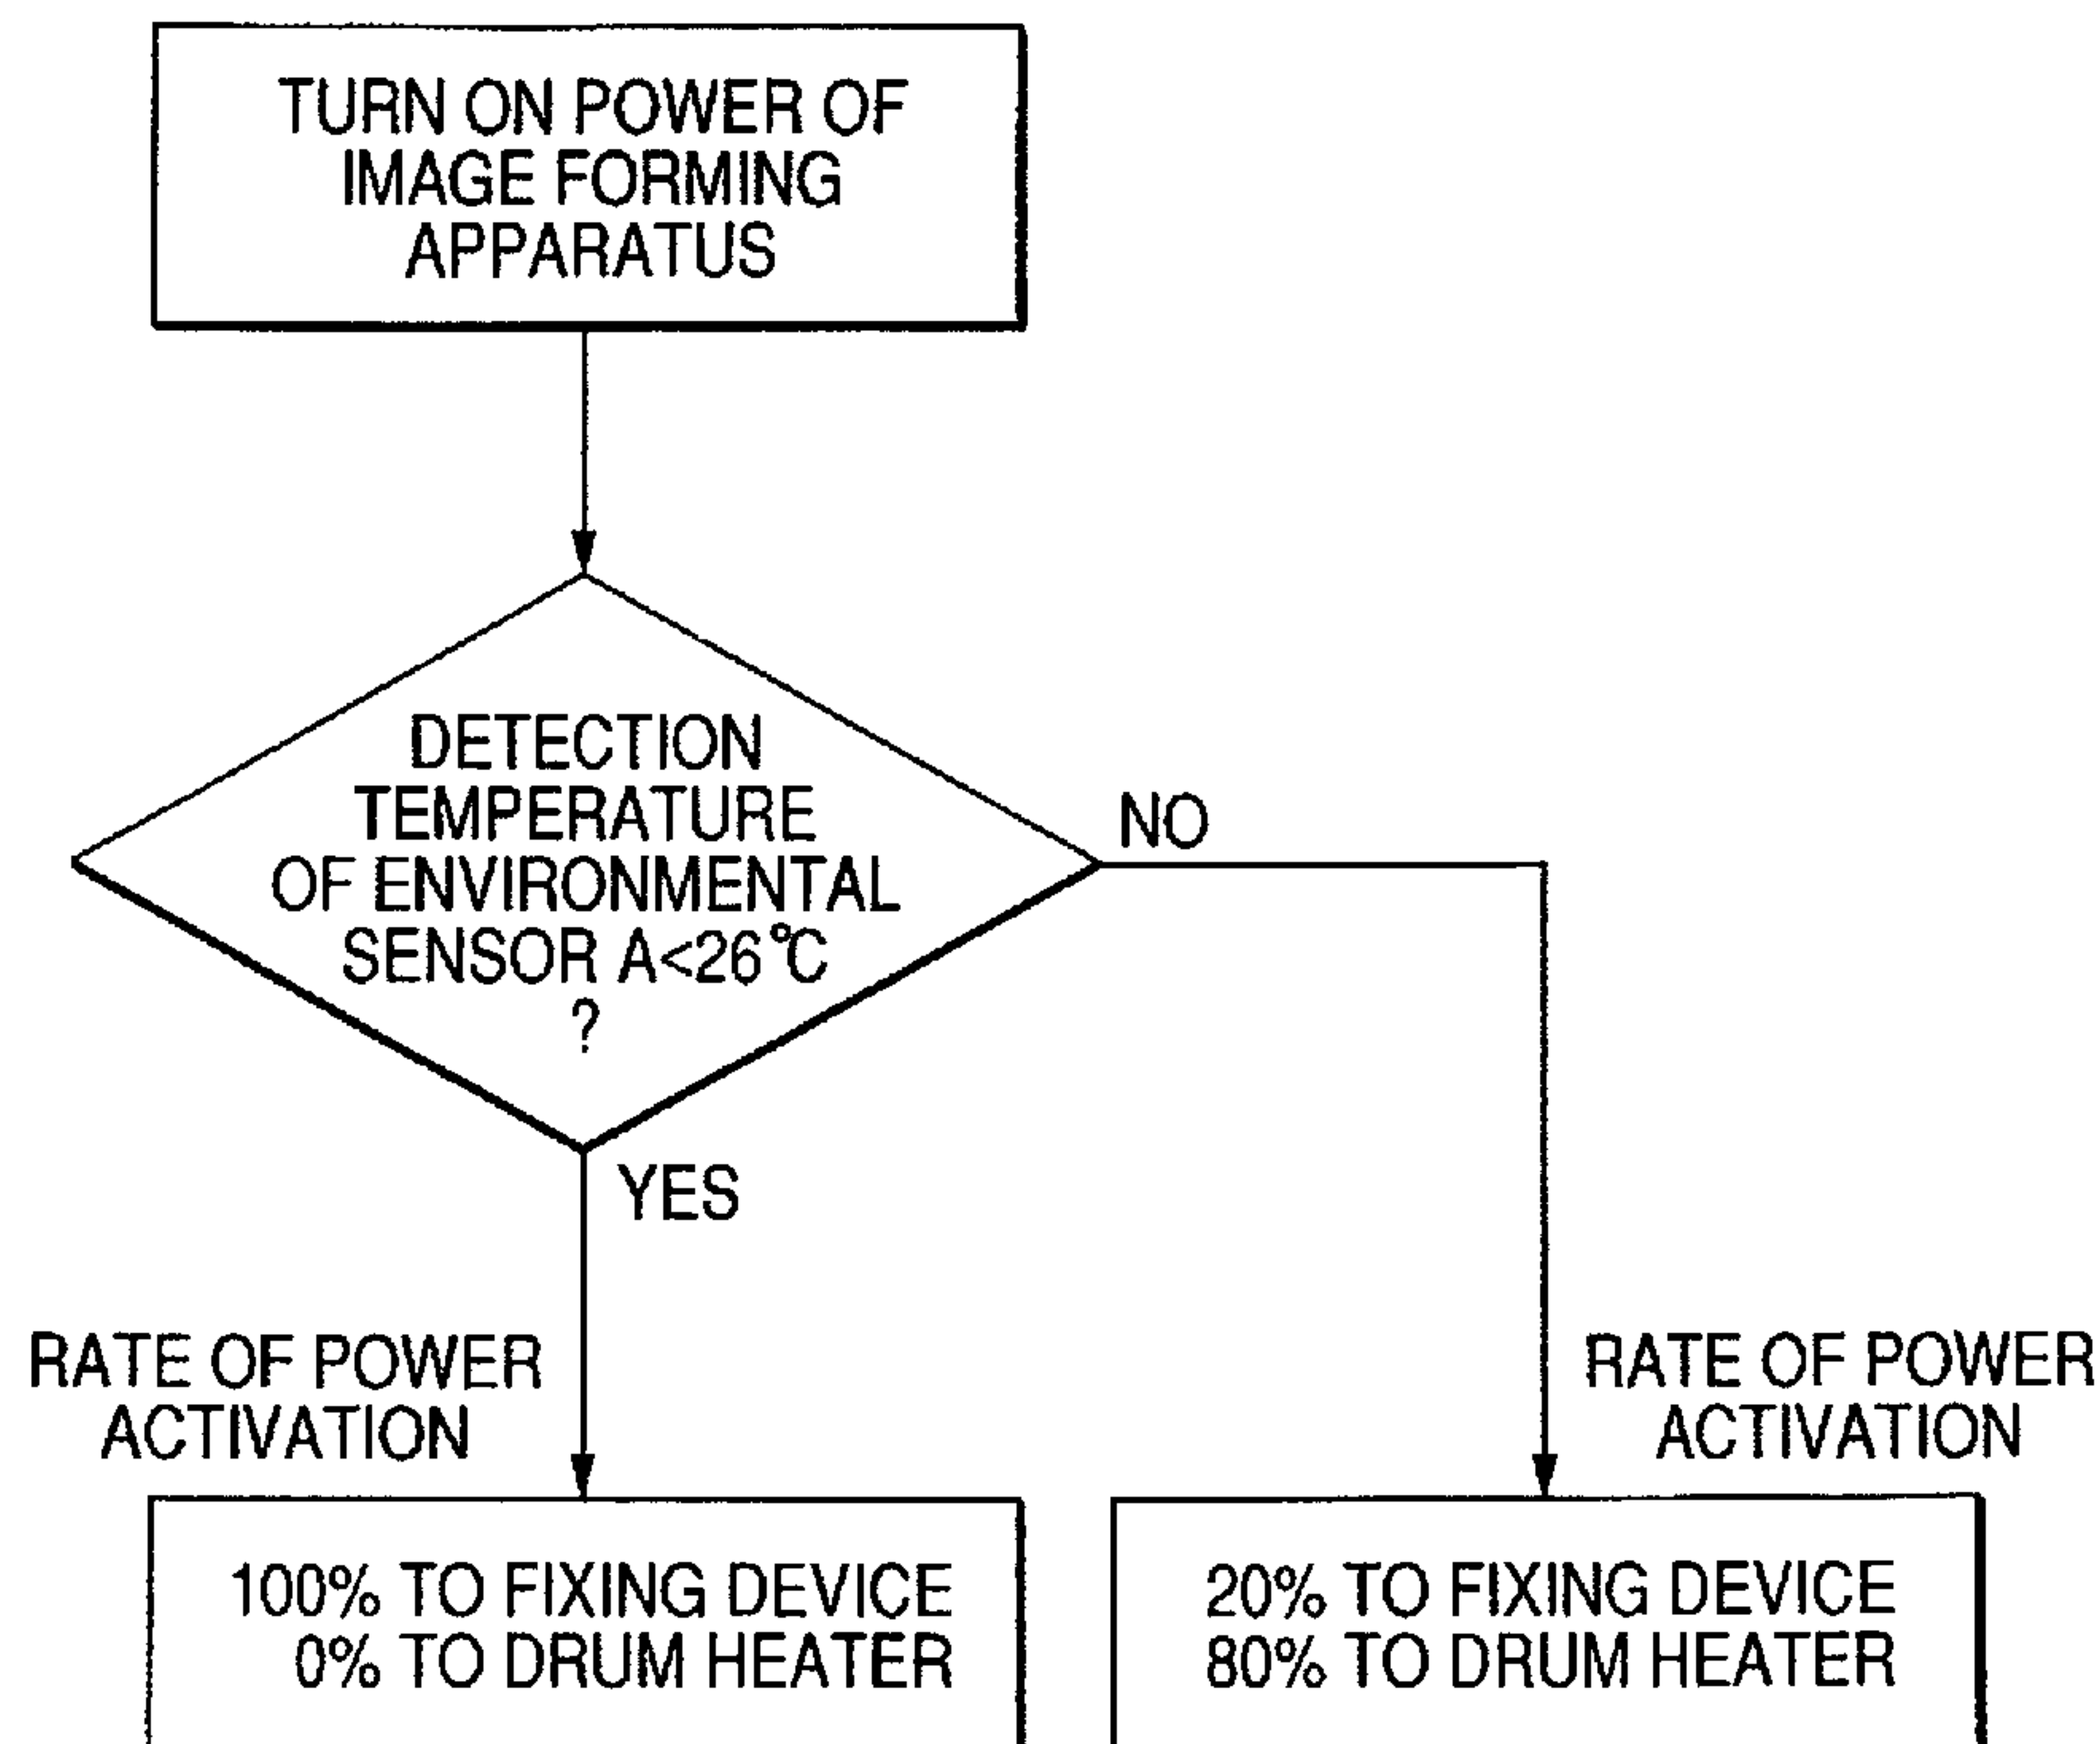 TURN ON POWER OF
IMAGE FORMING
APPARATUS
DETECTION
TEMPERATURE
OF ENVIRONMENTAL
SENSOR A<26°C
?
NO
YES
RATE OF POWER
ACTIVATION
RATE OF POWER
ACTIVATION
100% TO FIXING DEVICE
0% TO DRUM HEATER
20% TO FIXING DEVICE
80% TO DRUM HEATER